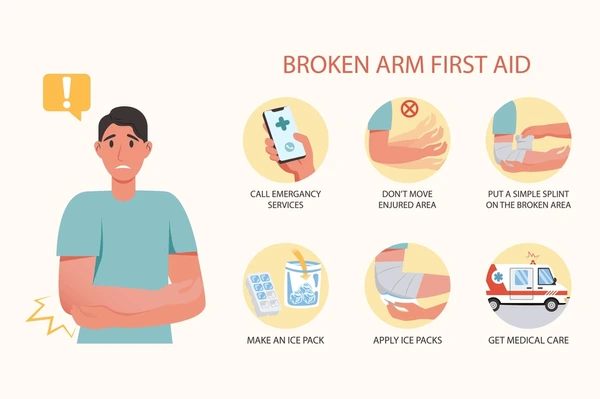 !
BROKEN ARM FIRST AID
CALL EMERGANCY
SERVICES
DON'T MOVE
ENJURED AREA
PUT A SIMPLE SPLINT
ON THE BROKEN AREA
MAKE AN ICE PACK
APPLY ICE PACKS
GET MEDICAL CARE